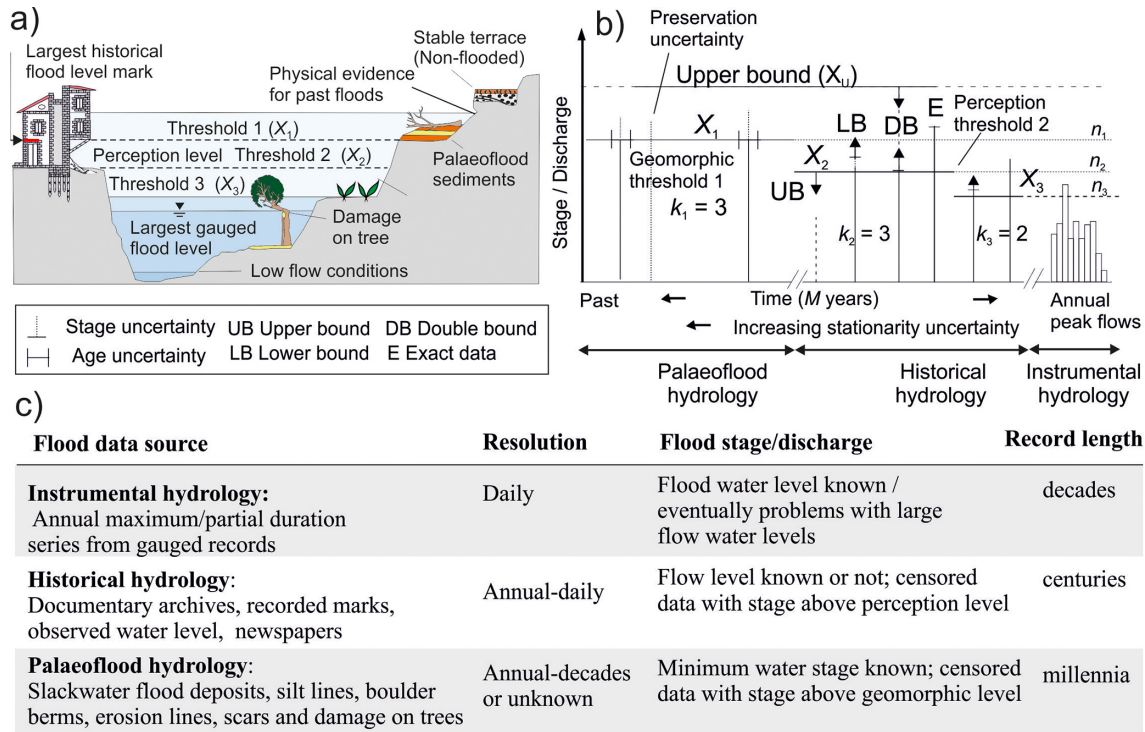 a)
Largest historical
flood level mark
Stable terrace
(Non-flooded)
Physical evidence
for past floods
Threshold 1 (X₁)
Perception level Threshold 2 (X₂)
Threshold 3 (X₃)
Palaeoflood
sediments
Largest gauged
flood level
Damage
on tree
Low flow conditions
Stage uncertainty UB Upper bound DB Double bound
Age uncertainty LB Lower bound E Exact data
b)
Preservation
uncertainty
Upper bound (X_U)
Stage / Discharge
X₁
Geomorphic
threshold 1
k₁ = 3
LB
DB
E
Perception
threshold 2
X₂
UB
k₂ = 3
X₃
k₃ = 2
n₁
n₂
n₃
Past
Time (M years)
Annual
peak flows
Increasing stationarity uncertainty
Palaeoflood
hydrology
Historical
hydrology
Instrumental
hydrology
c)
Flood data source Resolution Flood stage/discharge Record length
Instrumental hydrology:
Annual maximum/partial duration
series from gauged records
Daily
Flood water level known /
eventually problems with large
flow water levels
decades
Historical hydrology:
Documentary archives, recorded marks,
observed water level, newspapers
Annual-daily
Flow level known or not; censored
data with stage above perception level
centuries
Palaeoflood hydrology:
Slackwater flood deposits, silt lines, boulder
berms, erosion lines, scars and damage on trees
Annual-decades
or unknown
Minimum water stage known; censored
data with stage above geomorphic level
millennia